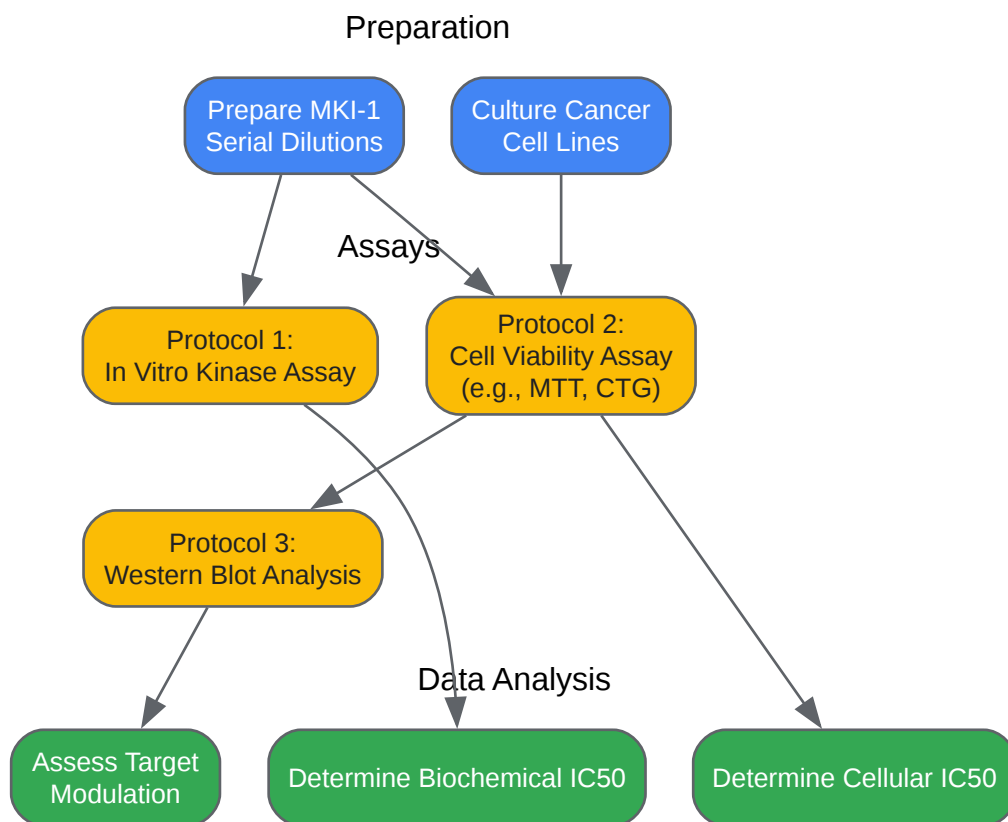 Preparation
Prepare MKI-1
Serial Dilutions
Culture Cancer
Cell Lines
Assays
Protocol 1:
In Vitro Kinase Assay
Protocol 2:
Cell Viability Assay
(e.g., MTT, CTG)
Protocol 3:
Western Blot Analysis
Data Analysis
Assess Target
Modulation
Determine Biochemical IC50
Determine Cellular IC50